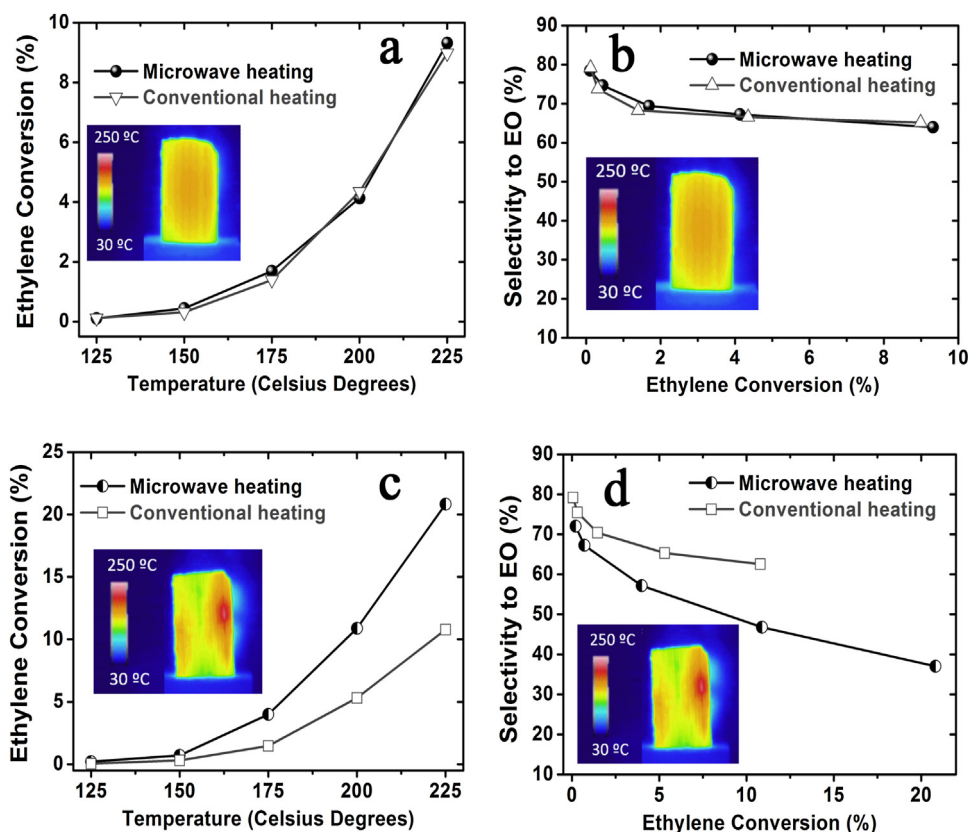 a
Microwave heating
Conventional heating
250 ºC
30 ºC
Ethylene Conversion (%)
10
8
6
4
2
0
125 150 175 200 225
Temperature (Celsius Degrees)
b
Microwave heating
Conventional heating
250 ºC
30 ºC
Selectivity to EO (%)
90
80
70
60
50
40
30
20
10
0 2 4 6 8 10
Ethylene Conversion (%)
c
Microwave heating
Conventional heating
250 ºC
30 ºC
Ethylene Conversion (%)
25
20
15
10
5
0
125 150 175 200 225
Temperature (Celsius Degrees)
d
Microwave heating
Conventional heating
250 ºC
30 ºC
Selectivity to EO (%)
90
80
70
60
50
40
30
20
10
0 5 10 15 20
Ethylene Conversion (%)